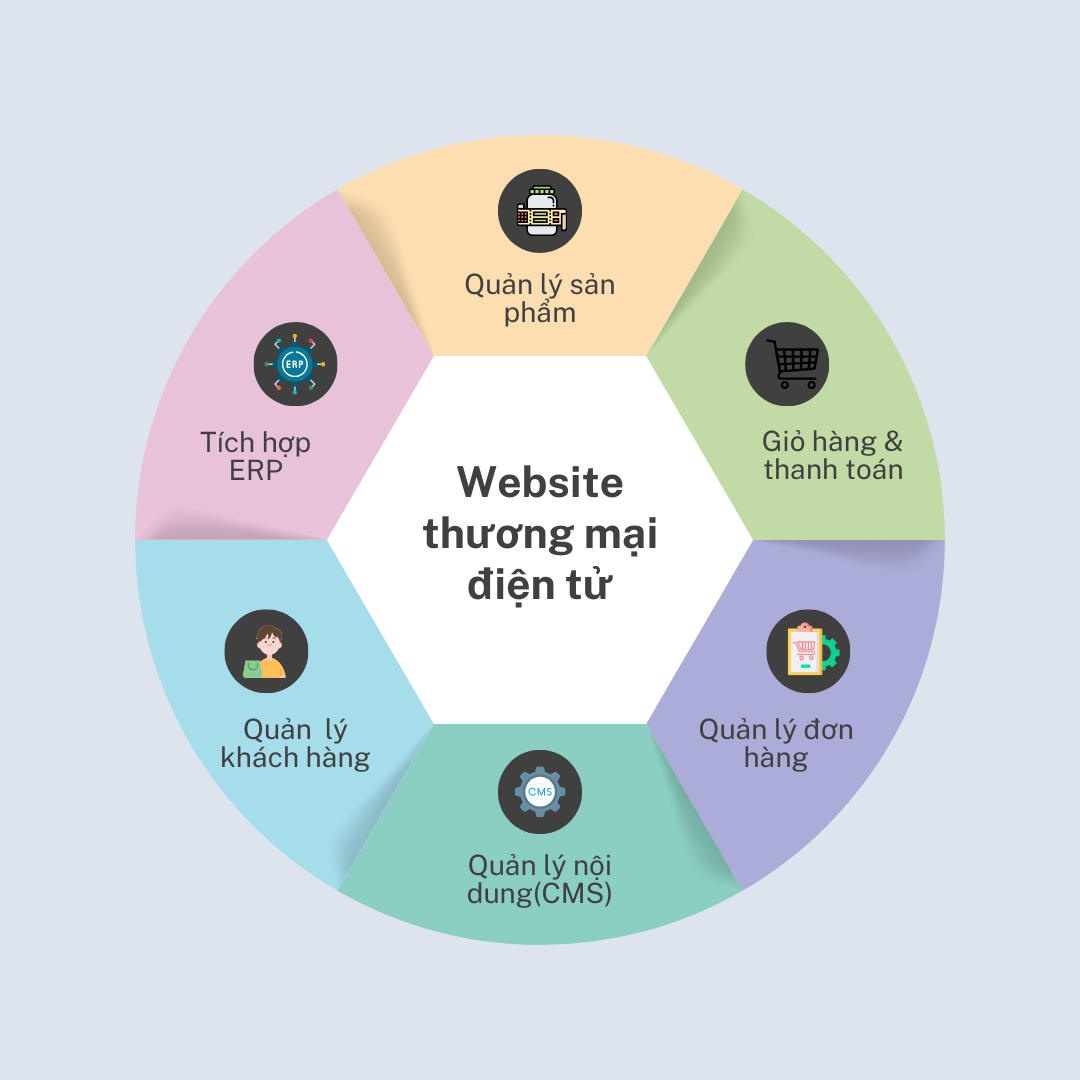 Quản lý sản
phẩm
Giỏ hàng &
thanh toán
Quản lý đơn
hàng
Quản lý nội
dung(CMS)
Quản  lý
khách hàng
Tích hợp
ERP
Website
thương mại
điện tử
ERP
CMS